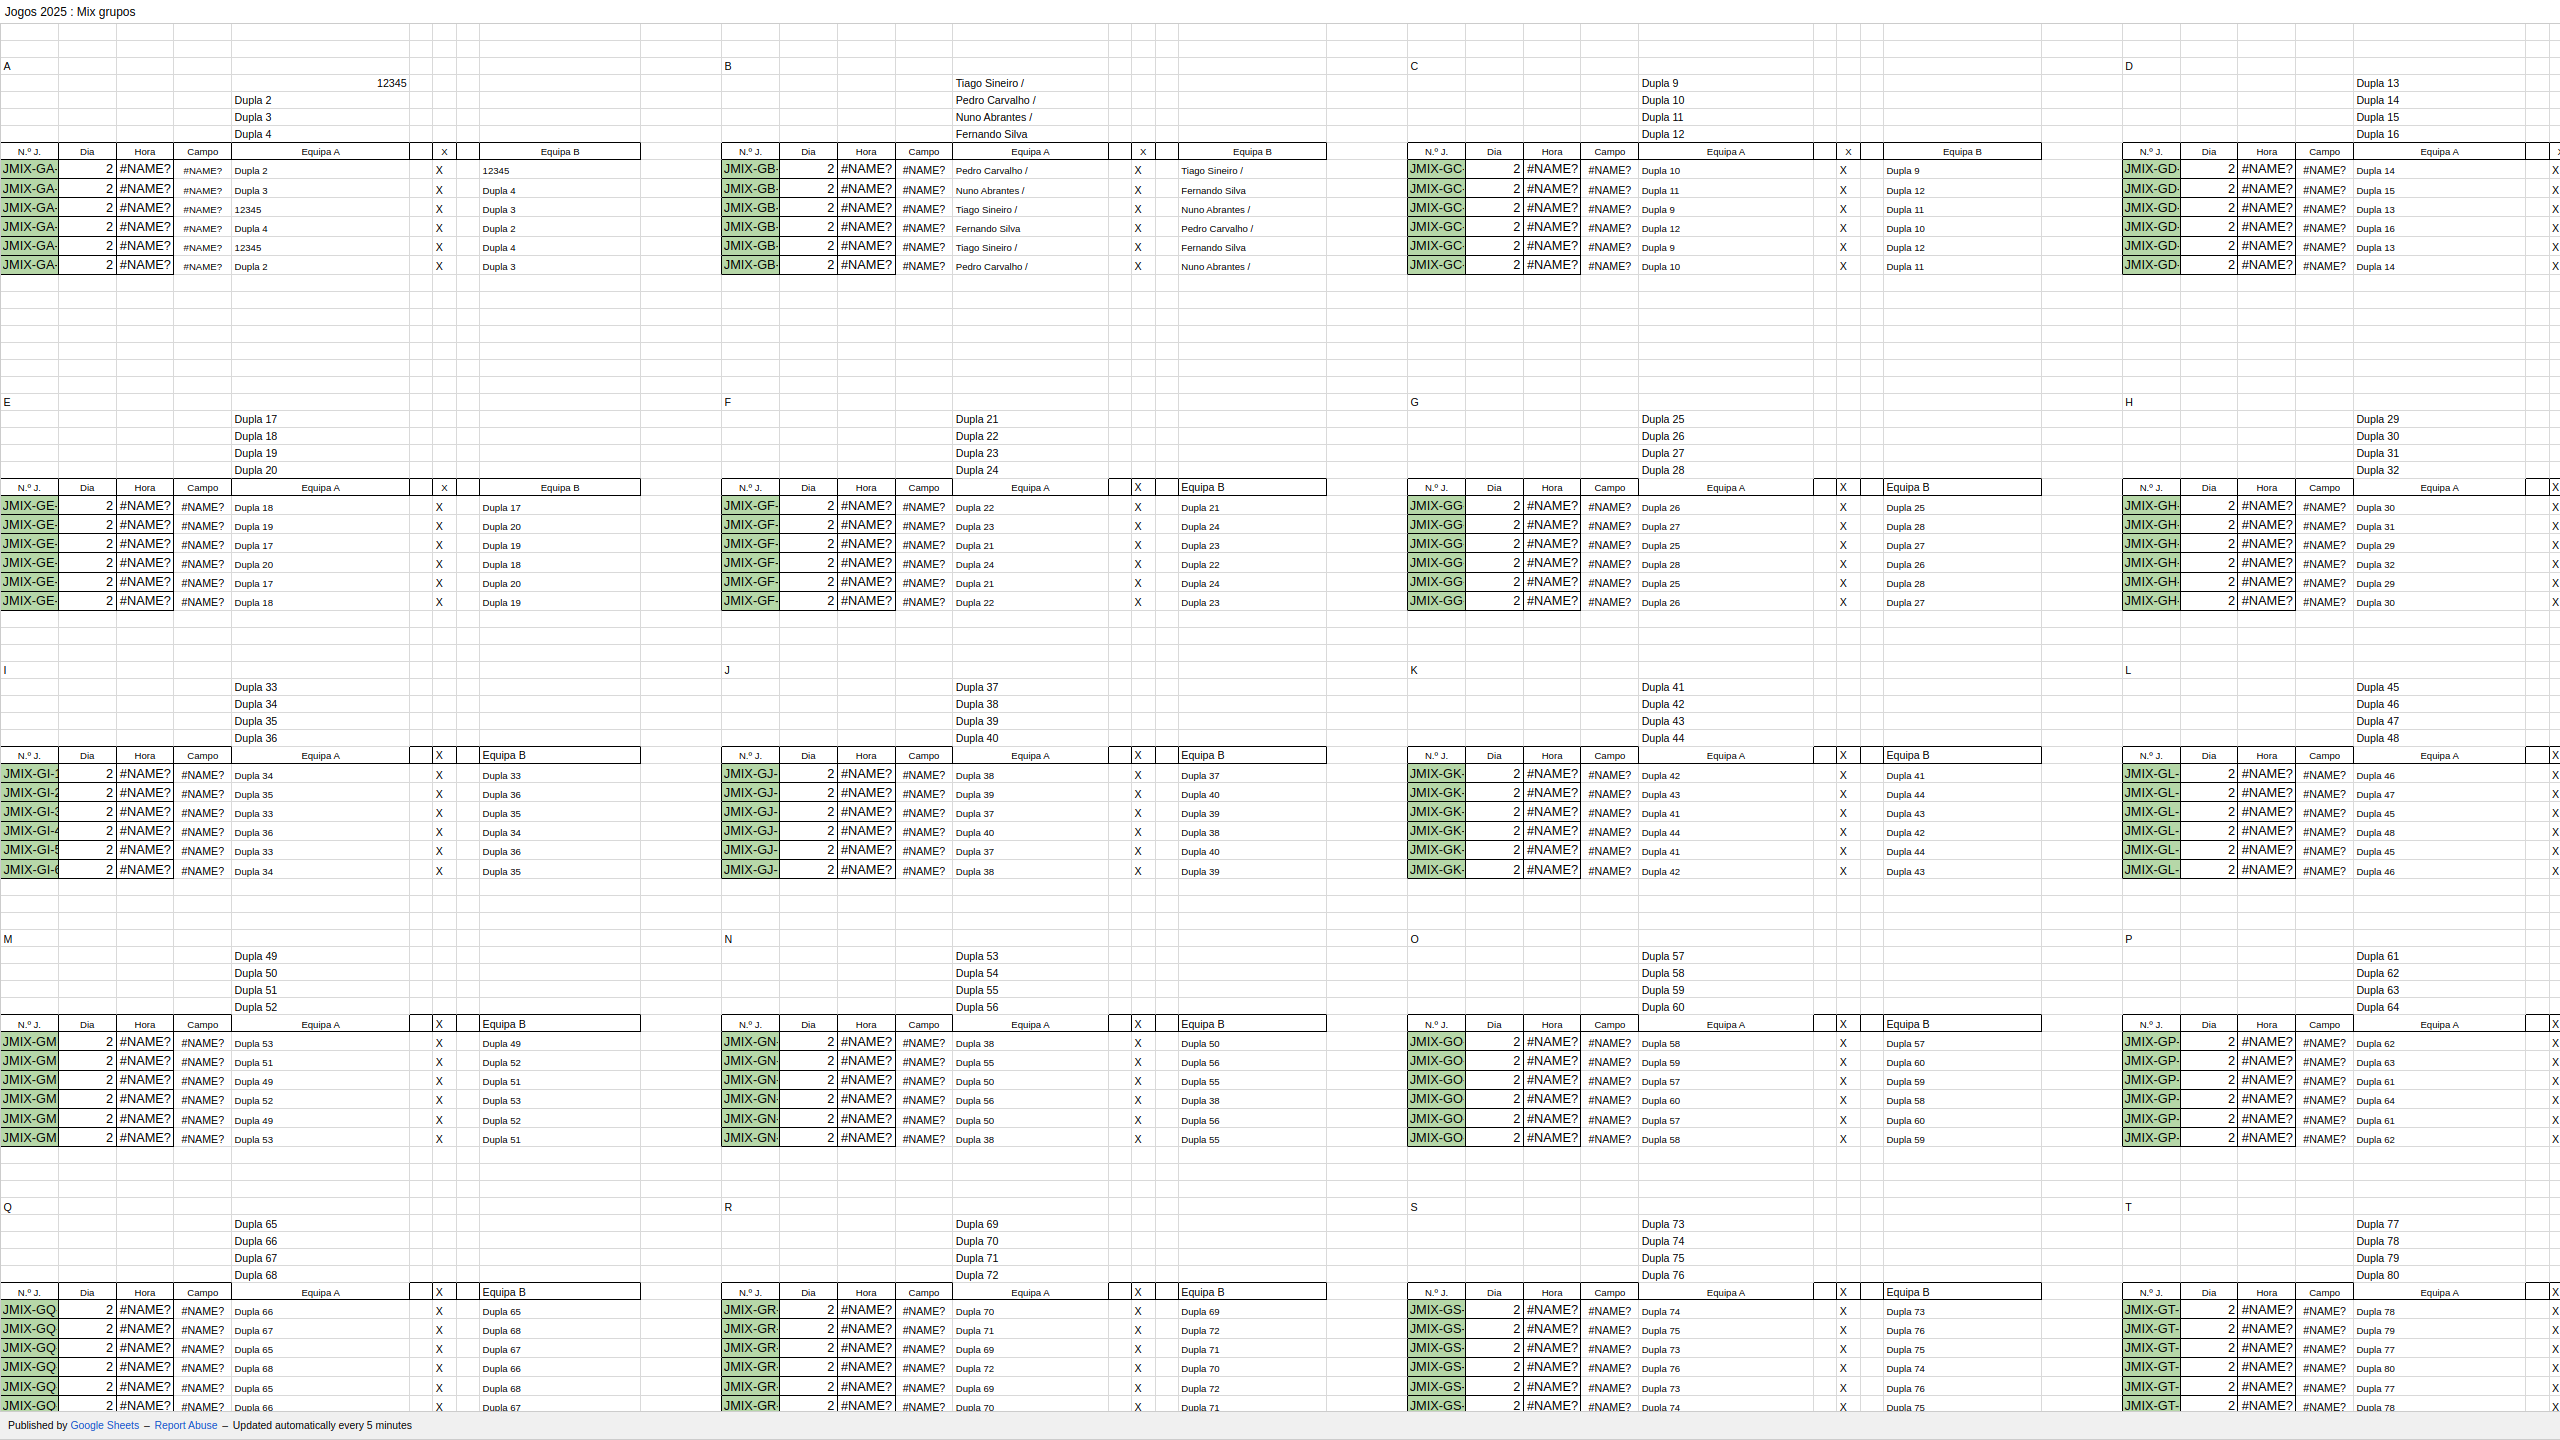 Jogos 2025 : Mix grupos
A B C D
12345 Tiago Sineiro / Dupla 9 Dupla 13
Dupla 2 Pedro Carvalho / Dupla 10 Dupla 14
Dupla 3 Nuno Abrantes / Dupla 11 Dupla 15
Dupla 4 Fernando Silva Dupla 12 Dupla 16
N.º J. Dia Hora Campo Equipa A X Equipa B N.º J. Dia Hora Campo Equipa A X Equipa B N.º J. Dia Hora Campo Equipa A X Equipa B N.º J. Dia Hora Campo Equipa A
JMIX-GA- 2 #NAME? #NAME? Dupla 2 X 12345 JMIX-GB- 2 #NAME? #NAME? Pedro Carvalho / X Tiago Sineiro / JMIX-GC- 2 #NAME? #NAME? Dupla 10 X Dupla 9 JMIX-GD- 2 #NAME? #NAME? Dupla 14 X
JMIX-GA- 2 #NAME? #NAME? Dupla 3 X Dupla 4 JMIX-GB- 2 #NAME? #NAME? Nuno Abrantes / X Fernando Silva JMIX-GC- 2 #NAME? #NAME? Dupla 11 X Dupla 12 JMIX-GD- 2 #NAME? #NAME? Dupla 15 X
JMIX-GA- 2 #NAME? #NAME? 12345 X Dupla 3 JMIX-GB- 2 #NAME? #NAME? Tiago Sineiro / X Nuno Abrantes / JMIX-GC- 2 #NAME? #NAME? Dupla 9 X Dupla 11 JMIX-GD- 2 #NAME? #NAME? Dupla 13 X
JMIX-GA- 2 #NAME? #NAME? Dupla 4 X Dupla 2 JMIX-GB- 2 #NAME? #NAME? Fernando Silva X Pedro Carvalho / JMIX-GC- 2 #NAME? #NAME? Dupla 12 X Dupla 10 JMIX-GD- 2 #NAME? #NAME? Dupla 16 X
JMIX-GA- 2 #NAME? #NAME? 12345 X Dupla 4 JMIX-GB- 2 #NAME? #NAME? Tiago Sineiro / X Fernando Silva JMIX-GC- 2 #NAME? #NAME? Dupla 9 X Dupla 12 JMIX-GD- 2 #NAME? #NAME? Dupla 13 X
JMIX-GA- 2 #NAME? #NAME? Dupla 2 X Dupla 3 JMIX-GB- 2 #NAME? #NAME? Pedro Carvalho / X Nuno Abrantes / JMIX-GC- 2 #NAME? #NAME? Dupla 10 X Dupla 11 JMIX-GD- 2 #NAME? #NAME? Dupla 14 X
E F G H
Dupla 17 Dupla 21 Dupla 25 Dupla 29
Dupla 18 Dupla 22 Dupla 26 Dupla 30
Dupla 19 Dupla 23 Dupla 27 Dupla 31
Dupla 20 Dupla 24 Dupla 28 Dupla 32
N.º J. Dia Hora Campo Equipa A X Equipa B N.º J. Dia Hora Campo Equipa A X Equipa B N.º J. Dia Hora Campo Equipa A X Equipa B N.º J. Dia Hora Campo Equipa A X
JMIX-GE- 2 #NAME? #NAME? Dupla 18 X Dupla 17 JMIX-GF- 2 #NAME? #NAME? Dupla 22 X Dupla 21 JMIX-GG 2 #NAME? #NAME? Dupla 26 X Dupla 25 JMIX-GH- 2 #NAME? #NAME? Dupla 30 X
JMIX-GE- 2 #NAME? #NAME? Dupla 19 X Dupla 20 JMIX-GF- 2 #NAME? #NAME? Dupla 23 X Dupla 24 JMIX-GG 2 #NAME? #NAME? Dupla 27 X Dupla 28 JMIX-GH- 2 #NAME? #NAME? Dupla 31 X
JMIX-GE- 2 #NAME? #NAME? Dupla 17 X Dupla 19 JMIX-GF- 2 #NAME? #NAME? Dupla 21 X Dupla 23 JMIX-GG 2 #NAME? #NAME? Dupla 25 X Dupla 27 JMIX-GH- 2 #NAME? #NAME? Dupla 29 X
JMIX-GE- 2 #NAME? #NAME? Dupla 20 X Dupla 18 JMIX-GF- 2 #NAME? #NAME? Dupla 24 X Dupla 22 JMIX-GG 2 #NAME? #NAME? Dupla 28 X Dupla 26 JMIX-GH- 2 #NAME? #NAME? Dupla 32 X
JMIX-GE- 2 #NAME? #NAME? Dupla 17 X Dupla 20 JMIX-GF- 2 #NAME? #NAME? Dupla 21 X Dupla 24 JMIX-GG 2 #NAME? #NAME? Dupla 25 X Dupla 28 JMIX-GH- 2 #NAME? #NAME? Dupla 29 X
JMIX-GE- 2 #NAME? #NAME? Dupla 18 X Dupla 19 JMIX-GF- 2 #NAME? #NAME? Dupla 22 X Dupla 23 JMIX-GG 2 #NAME? #NAME? Dupla 26 X Dupla 27 JMIX-GH- 2 #NAME? #NAME? Dupla 30 X
I J K L
Dupla 33 Dupla 37 Dupla 41 Dupla 45
Dupla 34 Dupla 38 Dupla 42 Dupla 46
Dupla 35 Dupla 39 Dupla 43 Dupla 47
Dupla 36 Dupla 40 Dupla 44 Dupla 48
N.º J. Dia Hora Campo Equipa A X Equipa B N.º J. Dia Hora Campo Equipa A X Equipa B N.º J. Dia Hora Campo Equipa A X Equipa B N.º J. Dia Hora Campo Equipa A X
JMIX-GI-1 2 #NAME? #NAME? Dupla 34 X Dupla 33 JMIX-GJ- 2 #NAME? #NAME? Dupla 38 X Dupla 37 JMIX-GK- 2 #NAME? #NAME? Dupla 42 X Dupla 41 JMIX-GL- 2 #NAME? #NAME? Dupla 46 X
JMIX-GI-2 2 #NAME? #NAME? Dupla 35 X Dupla 36 JMIX-GJ- 2 #NAME? #NAME? Dupla 39 X Dupla 40 JMIX-GK- 2 #NAME? #NAME? Dupla 43 X Dupla 44 JMIX-GL- 2 #NAME? #NAME? Dupla 47 X
JMIX-GI-3 2 #NAME? #NAME? Dupla 33 X Dupla 35 JMIX-GJ- 2 #NAME? #NAME? Dupla 37 X Dupla 39 JMIX-GK- 2 #NAME? #NAME? Dupla 41 X Dupla 43 JMIX-GL- 2 #NAME? #NAME? Dupla 45 X
JMIX-GI-4 2 #NAME? #NAME? Dupla 36 X Dupla 34 JMIX-GJ- 2 #NAME? #NAME? Dupla 40 X Dupla 38 JMIX-GK- 2 #NAME? #NAME? Dupla 44 X Dupla 42 JMIX-GL- 2 #NAME? #NAME? Dupla 48 X
JMIX-GI-5 2 #NAME? #NAME? Dupla 33 X Dupla 36 JMIX-GJ- 2 #NAME? #NAME? Dupla 37 X Dupla 40 JMIX-GK- 2 #NAME? #NAME? Dupla 41 X Dupla 44 JMIX-GL- 2 #NAME? #NAME? Dupla 45 X
JMIX-GI-6 2 #NAME? #NAME? Dupla 34 X Dupla 35 JMIX-GJ- 2 #NAME? #NAME? Dupla 38 X Dupla 39 JMIX-GK- 2 #NAME? #NAME? Dupla 42 X Dupla 43 JMIX-GL- 2 #NAME? #NAME? Dupla 46 X
M N O P
Dupla 49 Dupla 53 Dupla 57 Dupla 61
Dupla 50 Dupla 54 Dupla 58 Dupla 62
Dupla 51 Dupla 55 Dupla 59 Dupla 63
Dupla 52 Dupla 56 Dupla 60 Dupla 64
N.º J. Dia Hora Campo Equipa A X Equipa B N.º J. Dia Hora Campo Equipa A X Equipa B N.º J. Dia Hora Campo Equipa A X Equipa B N.º J. Dia Hora Campo Equipa A X
JMIX-GM 2 #NAME? #NAME? Dupla 53 X Dupla 49 JMIX-GN- 2 #NAME? #NAME? Dupla 38 X Dupla 50 JMIX-GO 2 #NAME? #NAME? Dupla 58 X Dupla 57 JMIX-GP- 2 #NAME? #NAME? Dupla 62 X
JMIX-GM 2 #NAME? #NAME? Dupla 51 X Dupla 52 JMIX-GN- 2 #NAME? #NAME? Dupla 55 X Dupla 56 JMIX-GO 2 #NAME? #NAME? Dupla 59 X Dupla 60 JMIX-GP- 2 #NAME? #NAME? Dupla 63 X
JMIX-GM 2 #NAME? #NAME? Dupla 49 X Dupla 51 JMIX-GN- 2 #NAME? #NAME? Dupla 50 X Dupla 55 JMIX-GO 2 #NAME? #NAME? Dupla 57 X Dupla 59 JMIX-GP- 2 #NAME? #NAME? Dupla 61 X
JMIX-GM 2 #NAME? #NAME? Dupla 52 X Dupla 53 JMIX-GN- 2 #NAME? #NAME? Dupla 56 X Dupla 38 JMIX-GO 2 #NAME? #NAME? Dupla 60 X Dupla 58 JMIX-GP- 2 #NAME? #NAME? Dupla 64 X
JMIX-GM 2 #NAME? #NAME? Dupla 49 X Dupla 52 JMIX-GN- 2 #NAME? #NAME? Dupla 50 X Dupla 56 JMIX-GO 2 #NAME? #NAME? Dupla 57 X Dupla 60 JMIX-GP- 2 #NAME? #NAME? Dupla 61 X
JMIX-GM 2 #NAME? #NAME? Dupla 53 X Dupla 51 JMIX-GN- 2 #NAME? #NAME? Dupla 38 X Dupla 55 JMIX-GO 2 #NAME? #NAME? Dupla 58 X Dupla 59 JMIX-GP- 2 #NAME? #NAME? Dupla 62 X
Q R S T
Dupla 65 Dupla 69 Dupla 73 Dupla 77
Dupla 66 Dupla 70 Dupla 74 Dupla 78
Dupla 67 Dupla 71 Dupla 75 Dupla 79
Dupla 68 Dupla 72 Dupla 76 Dupla 80
N.º J. Dia Hora Campo Equipa A X Equipa B N.º J. Dia Hora Campo Equipa A X Equipa B N.º J. Dia Hora Campo Equipa A X Equipa B N.º J. Dia Hora Campo Equipa A X
JMIX-GQ 2 #NAME? #NAME? Dupla 66 X Dupla 65 JMIX-GR- 2 #NAME? #NAME? Dupla 70 X Dupla 69 JMIX-GS- 2 #NAME? #NAME? Dupla 74 X Dupla 73 JMIX-GT- 2 #NAME? #NAME? Dupla 78 X
JMIX-GQ 2 #NAME? #NAME? Dupla 67 X Dupla 68 JMIX-GR- 2 #NAME? #NAME? Dupla 71 X Dupla 72 JMIX-GS- 2 #NAME? #NAME? Dupla 75 X Dupla 76 JMIX-GT- 2 #NAME? #NAME? Dupla 79 X
JMIX-GQ 2 #NAME? #NAME? Dupla 65 X Dupla 67 JMIX-GR- 2 #NAME? #NAME? Dupla 69 X Dupla 71 JMIX-GS- 2 #NAME? #NAME? Dupla 73 X Dupla 75 JMIX-GT- 2 #NAME? #NAME? Dupla 77 X
JMIX-GQ 2 #NAME? #NAME? Dupla 68 X Dupla 66 JMIX-GR- 2 #NAME? #NAME? Dupla 72 X Dupla 70 JMIX-GS- 2 #NAME? #NAME? Dupla 76 X Dupla 74 JMIX-GT- 2 #NAME? #NAME? Dupla 80 X
JMIX-GQ 2 #NAME? #NAME? Dupla 65 X Dupla 68 JMIX-GR- 2 #NAME? #NAME? Dupla 69 X Dupla 72 JMIX-GS- 2 #NAME? #NAME? Dupla 73 X Dupla 76 JMIX-GT- 2 #NAME? #NAME? Dupla 77 X
JMIX-GQ 2 #NAME? #NAME? Dupla 66 X Dupla 67 JMIX-GR- 2 #NAME? #NAME? Dupla 70 X Dupla 71 JMIX-GS- 2 #NAME? #NAME? Dupla 74 X Dupla 75 JMIX-GT- 2 #NAME? #NAME? Dupla 78 X
Published by Google Sheets – Report Abuse – Updated automatically every 5 minutes